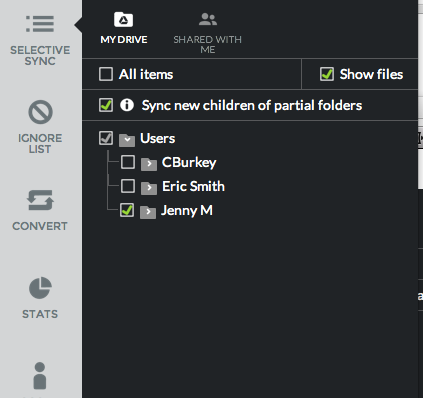 SELECTIVE
SYNC
IGNORE
LIST
CONVERT
STATS
MY DRIVE
SHARED WITH
ME
All items
Show files
Sync new children of partial folders
Users
CBurkey
Eric Smith
Jenny M